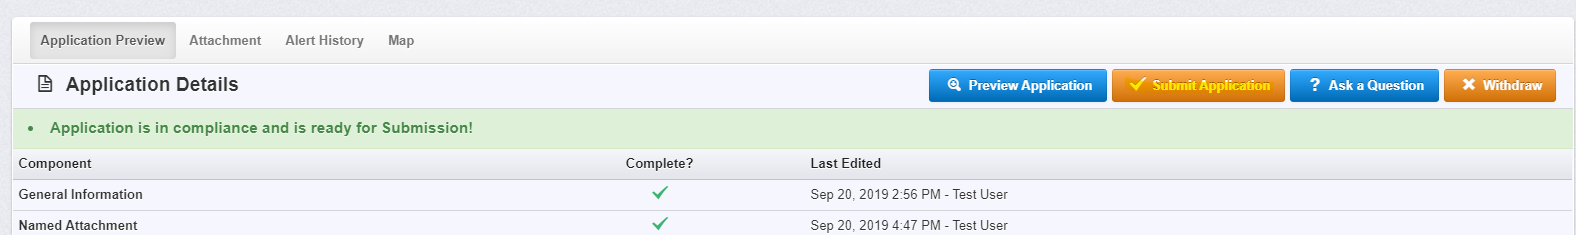 Application Preview Attachment Alert History Map
Application Details Preview Application Submit Application ? Ask a Question Withdraw
• Application is in compliance and is ready for Submission!
Component Complete? Last Edited
General Information Sep 20, 2019 2:56 PM - Test User
Named Attachment Sep 20, 2019 4:47 PM - Test User